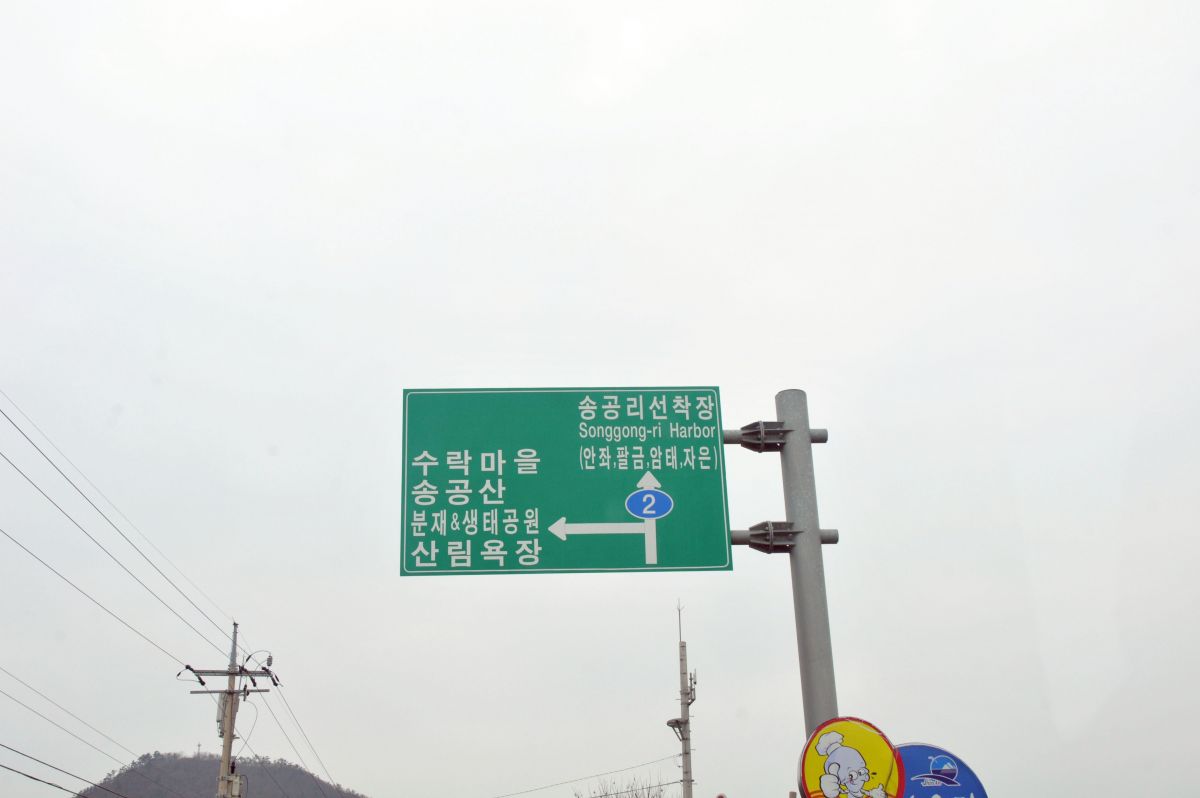 송공리선착장
Songgong-ri Harbor
(안좌,팔금,암태,자은)
2
수락마을
송공산
분재&생태공원
산림욕장